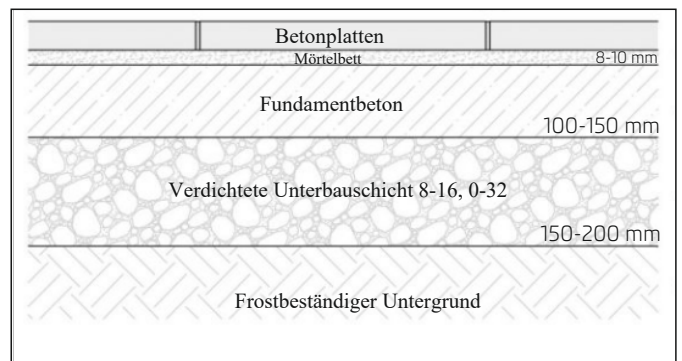 Betonplatten
Mörtelbett 8-10 mm
Fundamentbeton
100-150 mm
Verdichtete Unterbauschicht 8-16, 0-32
150-200 mm
Frostbeständiger Untergrund